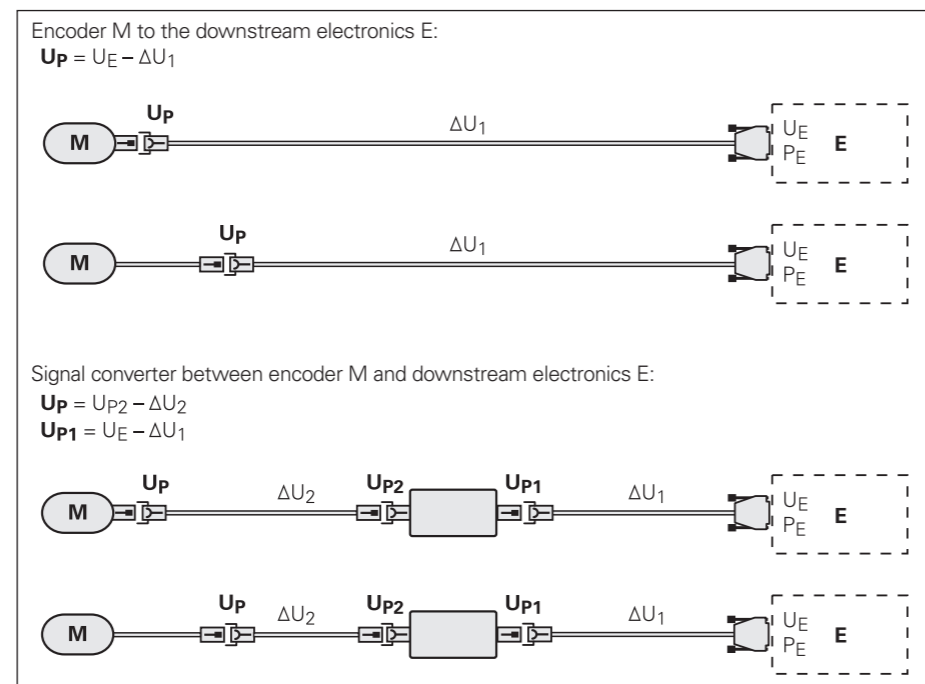 Encoder M to the downstream electronics E:
UP = UE – ΔU1
UP
ΔU1
M
UE
PE
E
UP
ΔU1
M
UE
PE
E
Signal converter between encoder M and downstream electronics E:
UP = UP2 – ΔU2
UP1 = UE – ΔU1
UP
ΔU2
UP2
UP1
ΔU1
M
UE
PE
E
UP
ΔU2
UP2
UP1
ΔU1
M
UE
PE
E